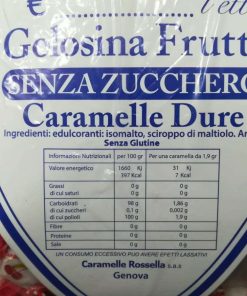 € l'ett
Golosina Frutt
SENZA ZUCCHERO
Caramelle Dure
Ingredienti: edulcoranti: isomalto, sciroppo di maltiolo. Ar
Senza Glutine
Informazioni Nutrizionali per 100 gr Per una caramella da 1,9 gr
Valore energetico 1660 Kj 31 Kj
397 Kcal 7 Kcal
Grassi 0 g 0 g
di cui saturi 0 g 0 g
Carboidrati 98 g 1,86 g
di cui zuccheri 0,1 g 0,002 g
di cui polioli 100 g 1,9 g
Fibre 0 g 0 g
Proteine 0 g 0 g
Sale 0 g 0 g
UN CONSUMO ECCESSIVO PUÒ AVERE EFFETTI LASSATIVI
Caramelle Rossella s.a.s
Genova